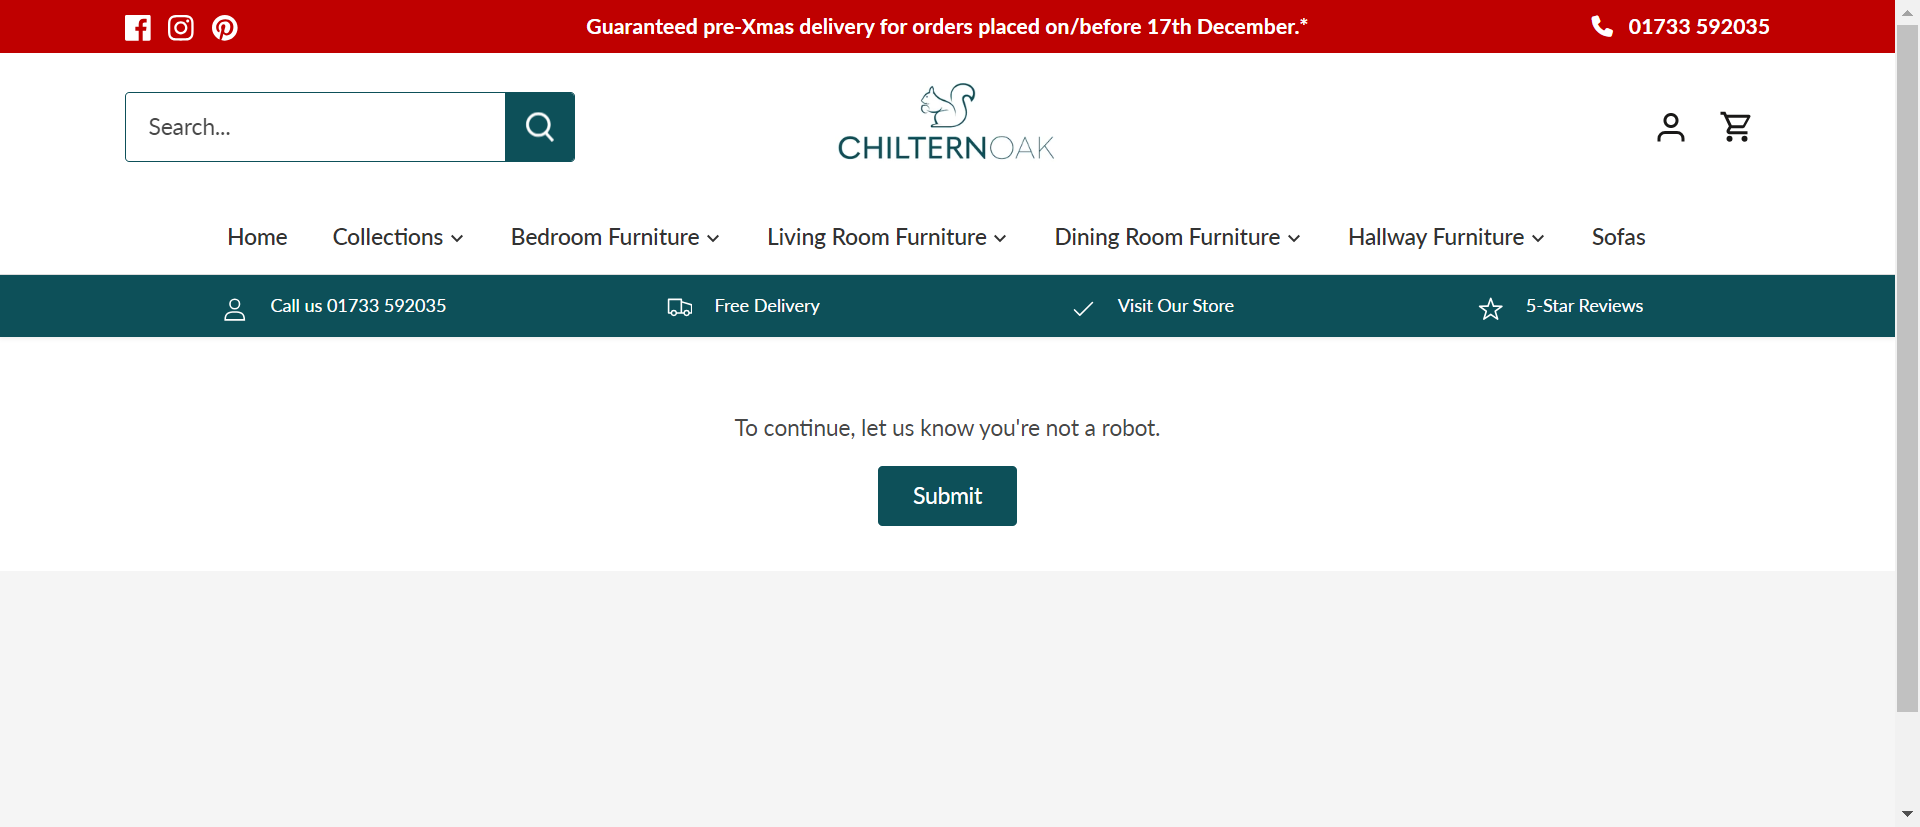 Guaranteed pre-Xmas delivery for orders placed on/before 17th December.*
01733 592035
Search...
CHILTERNOAK
Home
Collections
Bedroom Furniture
Living Room Furniture
Dining Room Furniture
Hallway Furniture
Sofas
Call us 01733 592035
Free Delivery
Visit Our Store
5-Star Reviews
To continue, let us know you're not a robot.
Submit